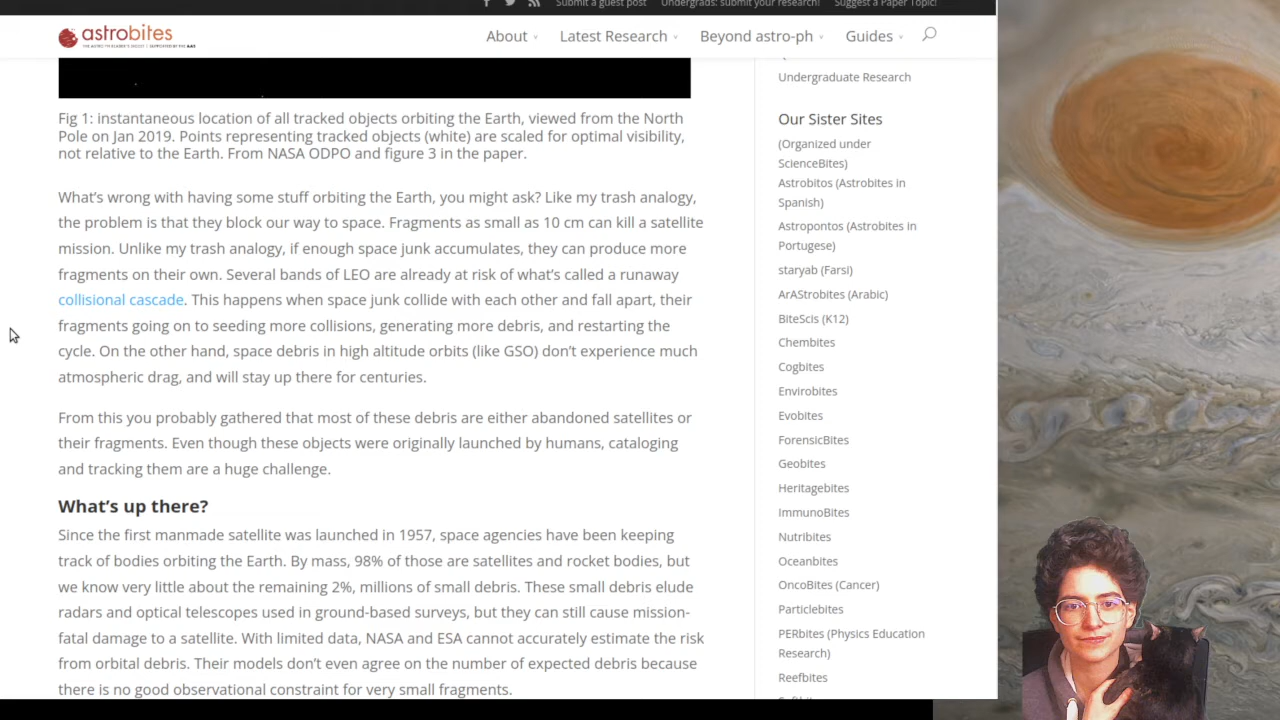 Submit a guest post
Undergrads: submit your research!
Suggest a Paper Topic!
astrobites
About
Latest Research
Beyond astro-ph
Guides
Fig 1: instantaneous location of all tracked objects orbiting the Earth, viewed from the North
Pole on Jan 2019. Points representing tracked objects (white) are scaled for optimal visibility,
not relative to the Earth. From NASA ODPO and figure 3 in the paper.
What’s wrong with having some stuff orbiting the Earth, you might ask? Like my trash analogy,
the problem is that they block our way to space. Fragments as small as 10 cm can kill a satellite
mission. Unlike my trash analogy, if enough space junk accumulates, they can produce more
fragments on their own. Several bands of LEO are already at risk of what’s called a runaway
collisional cascade. This happens when space junk collide with each other and fall apart, their
fragments going on to seeding more collisions, generating more debris, and restarting the
cycle. On the other hand, space debris in high altitude orbits (like GSO) don’t experience much
atmospheric drag, and will stay up there for centuries.
From this you probably gathered that most of these debris are either abandoned satellites or
their fragments. Even though these objects were originally launched by humans, cataloging
and tracking them are a huge challenge.
What’s up there?
Since the first manmade satellite was launched in 1957, space agencies have been keeping
track of bodies orbiting the Earth. By mass, 98% of those are satellites and rocket bodies, but
we know very little about the remaining 2%, millions of small debris. These small debris elude
radars and optical telescopes used in ground-based surveys, but they can still cause mission-
fatal damage to a satellite. With limited data, NASA and ESA cannot accurately estimate the risk
from orbital debris. Their models don’t even agree on the number of expected debris because
there is no good observational constraint for very small fragments.
Undergraduate Research
Our Sister Sites
(Organized under
ScienceBites)
Astrobitos (Astrobites in
Spanish)
Astropontos (Astrobites in
Portugese)
staryab (Farsi)
ArAStrobites (Arabic)
BiteScis (K12)
Chembites
Cogbites
Envirobites
Evobites
ForensicBites
Geobites
Heritagebites
ImmunoBites
Nutribites
Oceanbites
OncoBites (Cancer)
Particlebites
PERbites (Physics Education
Research)
Reefbites